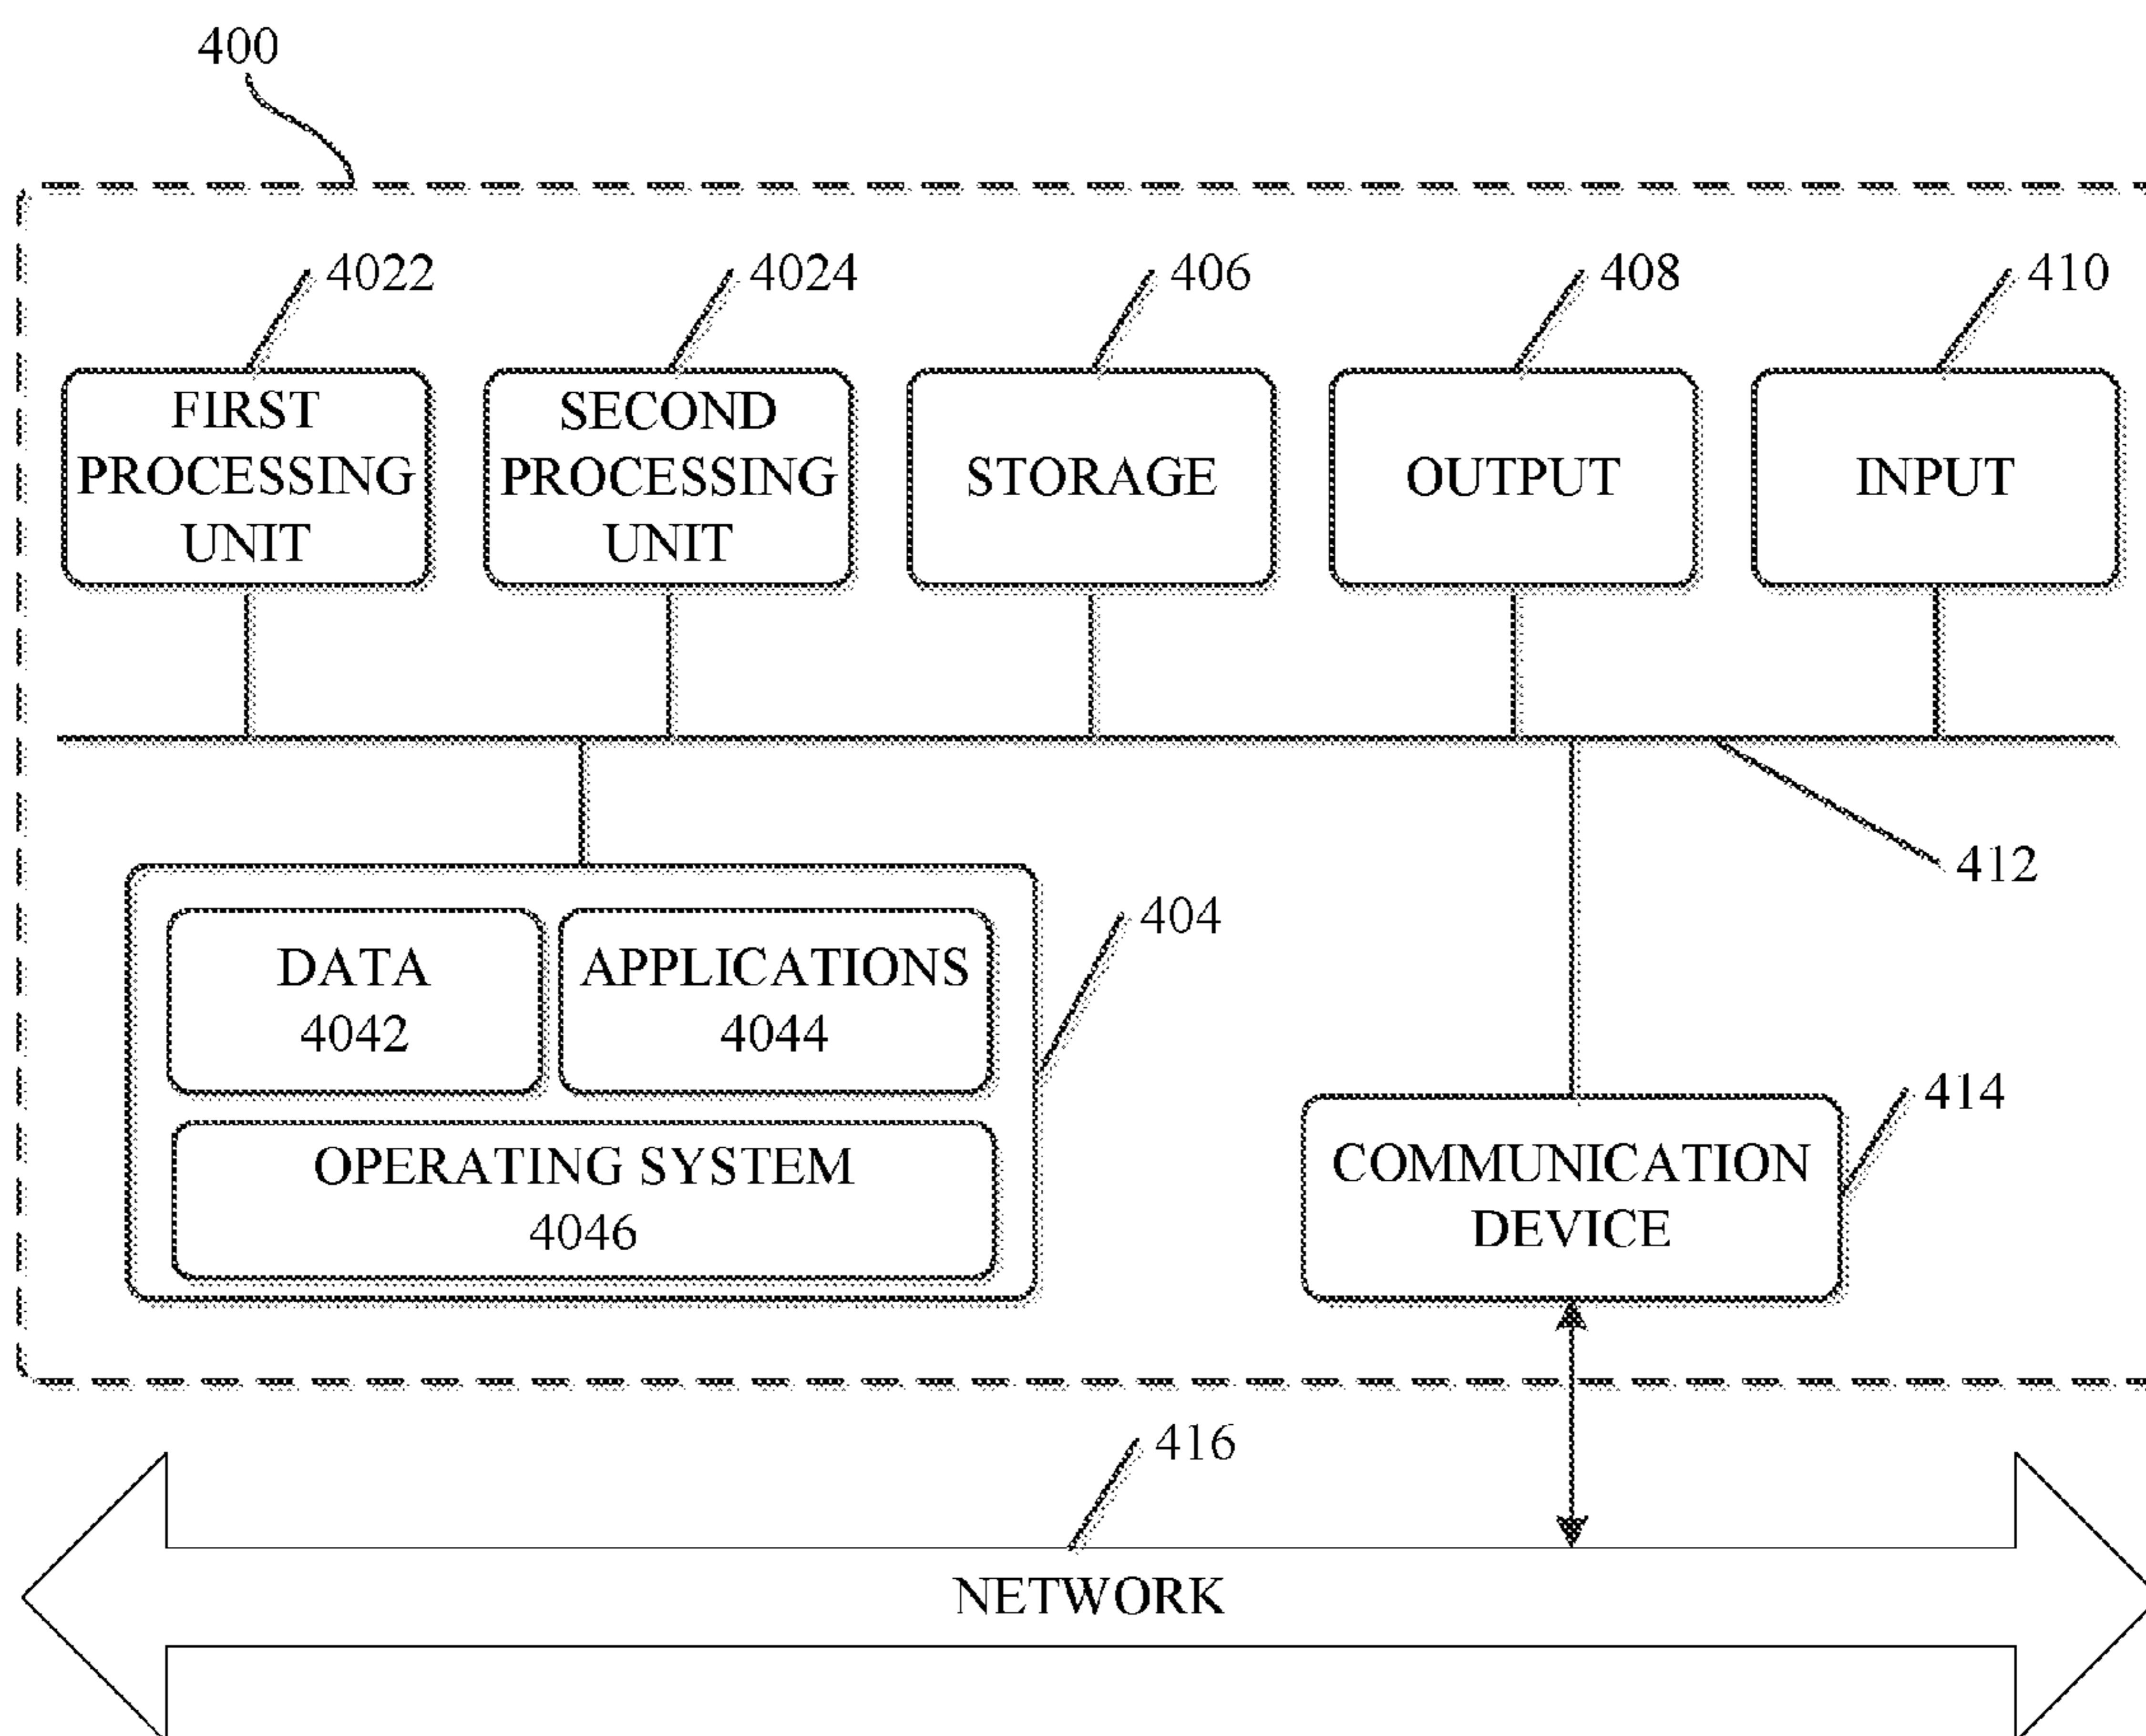 400
4022
4024
406
408
410
FIRST
PROCESSING
UNIT
SECOND
PROCESSING
UNIT
STORAGE
OUTPUT
INPUT
412
404
DATA
4042
APPLICATIONS
4044
OPERATING SYSTEM
4046
414
COMMUNICATION
DEVICE
416
NETWORK